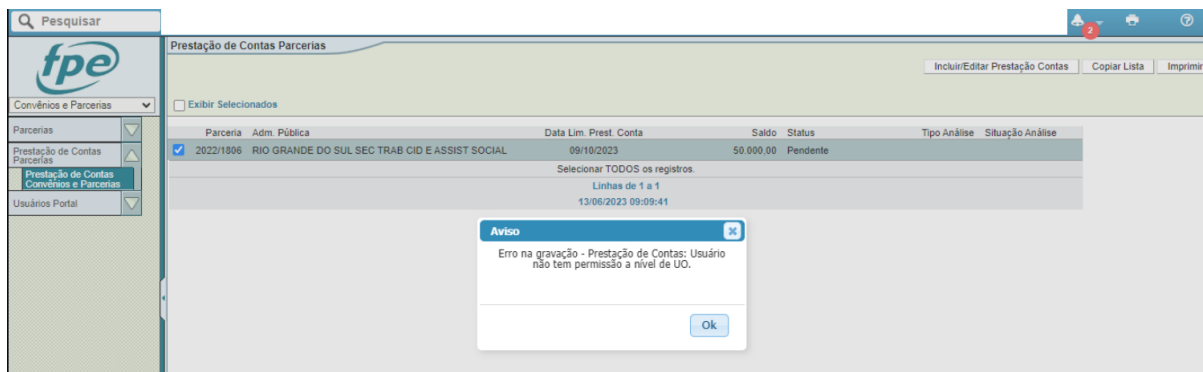 Pesquisar
2
fpe
Prestação de Contas Parcerias
Incluir/Editar Prestação Contas Copiar Lista Imprimir
Convênios e Parcerias
Exibir Selecionados
Parcerias
Prestação de Contas
Parcerias
Prestação de Contas
Convênios e Parcerias
Usuários Portal
Parceria Adm. Pública Data Lim. Prest. Conta Saldo Status Tipo Análise Situação Análise
2022/1806 RIO GRANDE DO SUL SEC TRAB CID E ASSIST SOCIAL 09/10/2023 50.000,00 Pendente
Selecionar TODOS os registros.
Linhas de 1 a 1
13/06/2023 09:09:41
Aviso
Erro na gravação - Prestação de Contas: Usuário
não tem permissão a nível de UO.
Ok